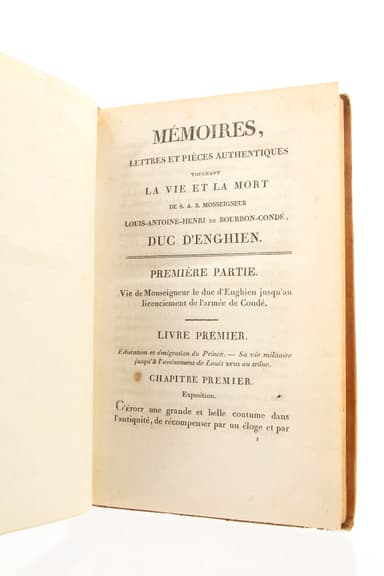 MÉMOIRES,
LETTRES ET PIÈCES AUTHENTIQUES
TOUCHANT
LA VIE ET LA MORT
DE S. A. S. MONSEIGNEUR
LOUIS-ANTOINE-HENRI DE BOURBON-CONDÉ,
DUC D'ENGHIEN.
PREMIÈRE PARTIE.
Vie de Monseigneur le duc d'Enghien jusqu'au
licenciement de l'armée de Condé.
LIVRE PREMIER.
Éducation et émigration du Prince. — Sa vie militaire
jusqu'à l'avènement de Louis XVIII au trône.
CHAPITRE PREMIER.
Exposition.
C'ÉTOIT une grande et belle coutume dans
l'antiquité, de récompenser par un éloge et par
1